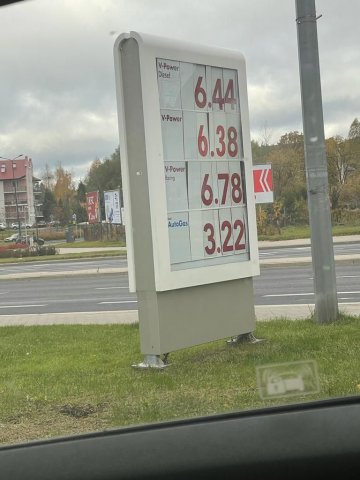 V-Power
Diesel
6.44
V-Power
6.38
V-Power
Racing
6.78
AutoGas
3.22